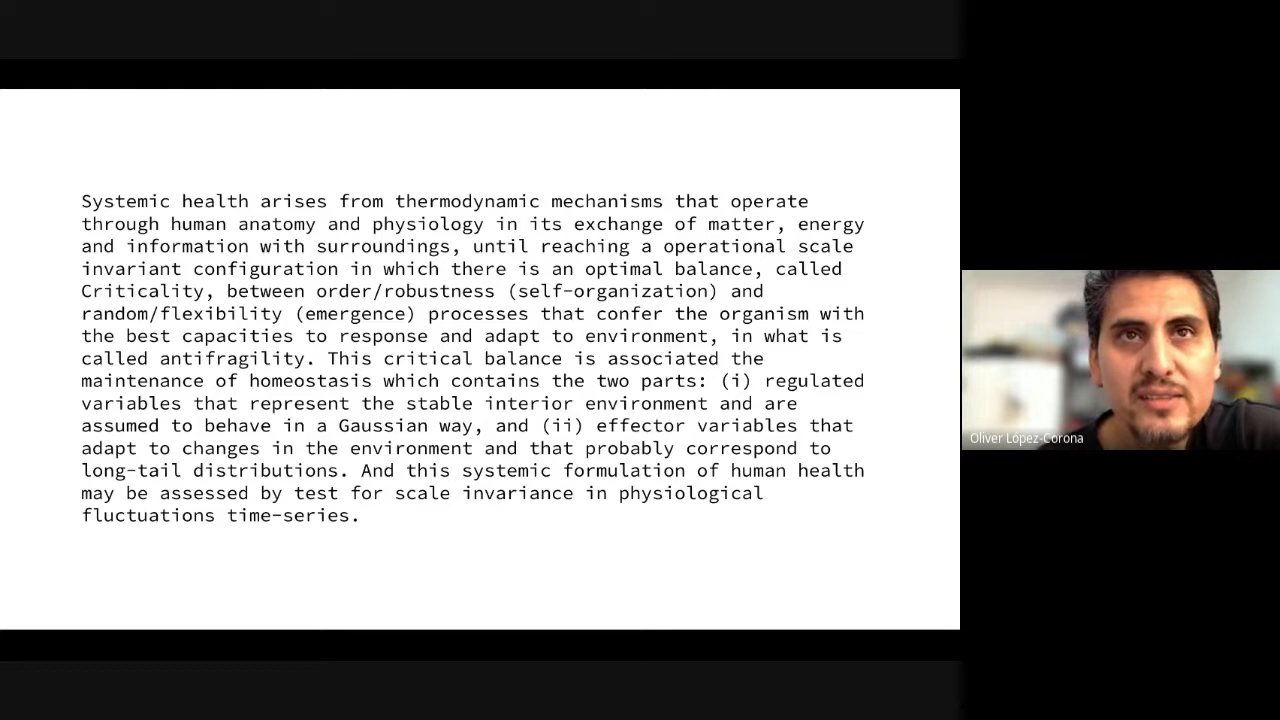 Systemic health arises from thermodynamic mechanisms that operate
through human anatomy and physiology in its exchange of matter, energy
and information with surroundings, until reaching a operational scale
invariant configuration in which there is an optimal balance, called
Criticality, between order/robustness (self-organization) and
random/flexibility (emergence) processes that confer the organism with
the best capacities to response and adapt to environment, in what is
called antifragility. This critical balance is associated the
maintenance of homeostasis which contains the two parts: (i) regulated
variables that represent the stable interior environment and are
assumed to behave in a Gaussian way, and (ii) effector variables that
adapt to changes in the environment and that probably correspond to
long-tail distributions. And this systemic formulation of human health
may be assessed by test for scale invariance in physiological
fluctuations time-series.
Oliver López-Corona